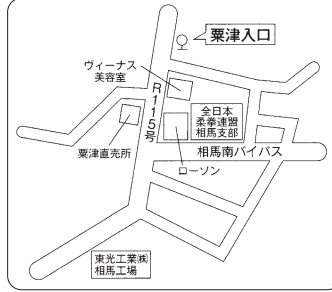 粟津入口
ヴィーナス
美容室
R115号
全日本
柔拳連盟
相馬支部
粟津直売所
ローソン
相馬南バイパス
東光工業㈱
相馬工場